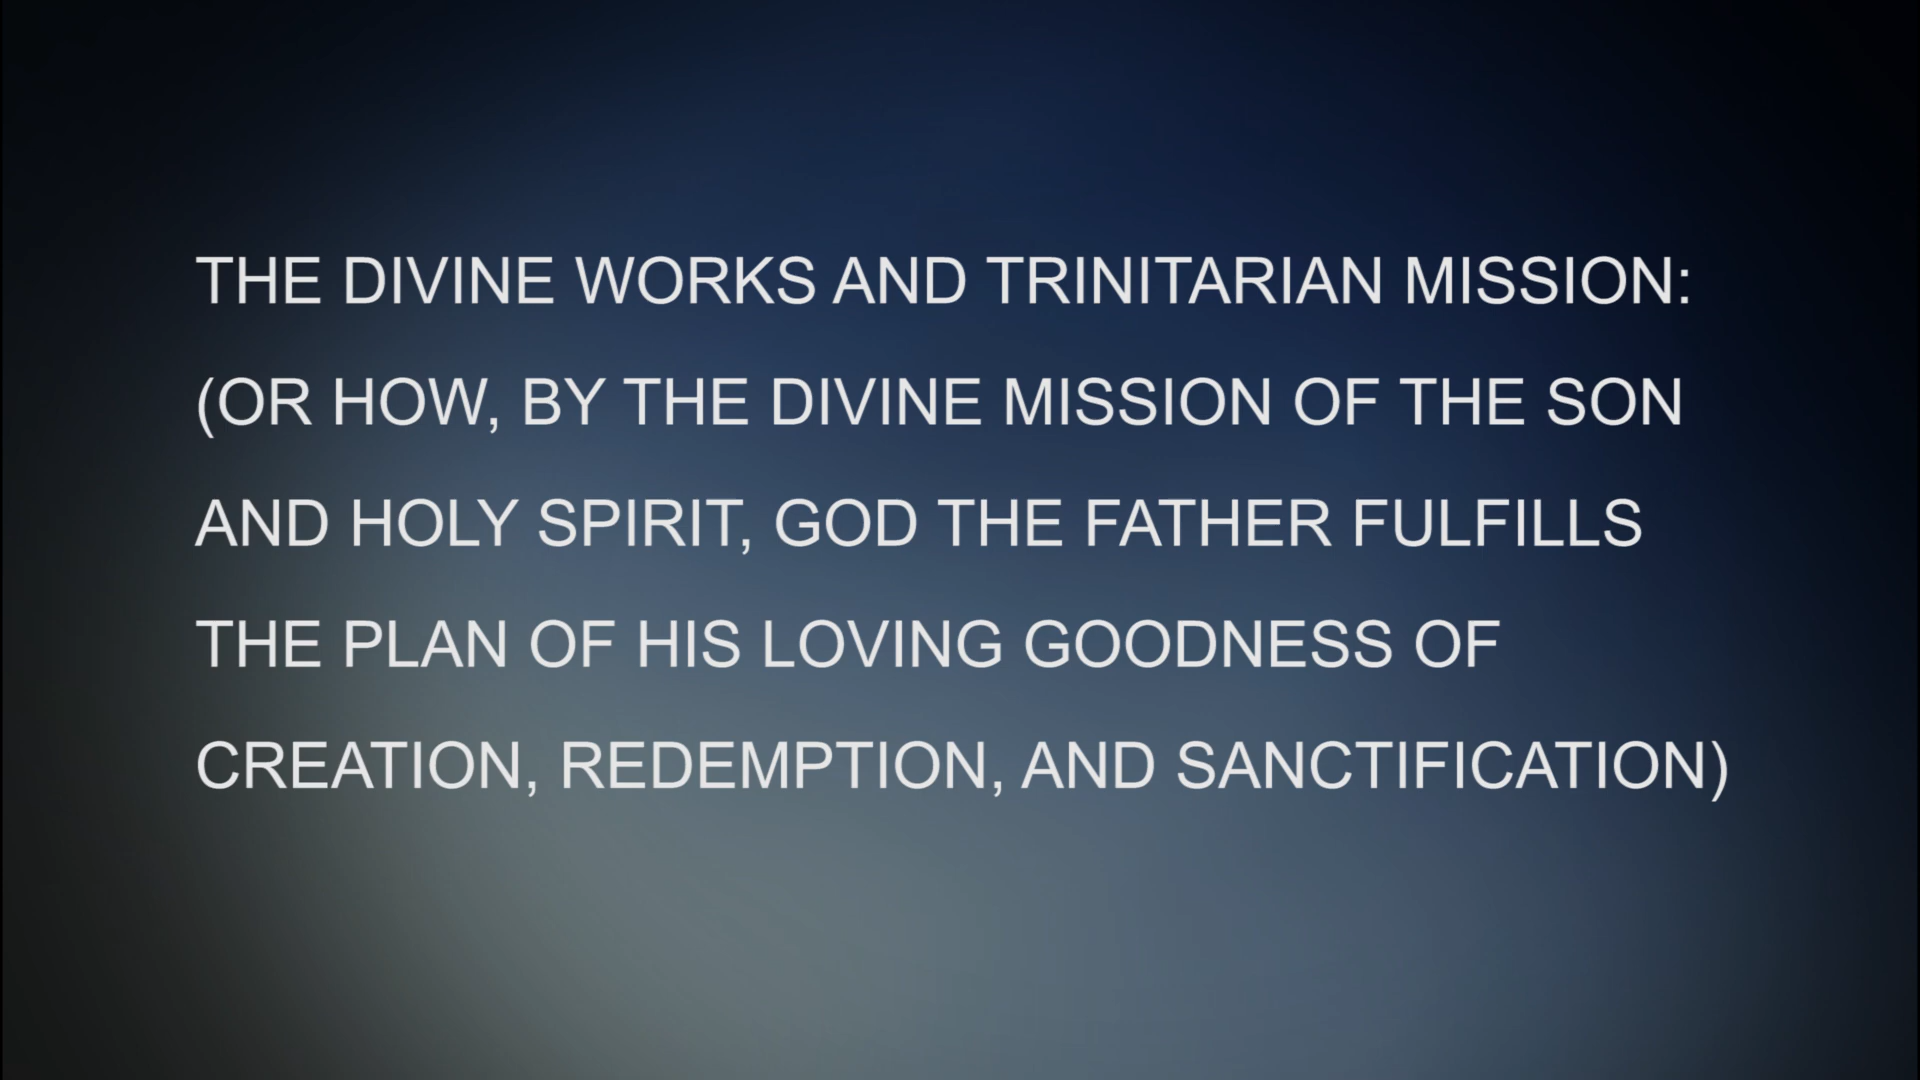 THE DIVINE WORKS AND TRINITARIAN MISSION:
(OR HOW, BY THE DIVINE MISSION OF THE SON
AND HOLY SPIRIT, GOD THE FATHER FULFILLS
THE PLAN OF HIS LOVING GOODNESS OF
CREATION, REDEMPTION, AND SANCTIFICATION)